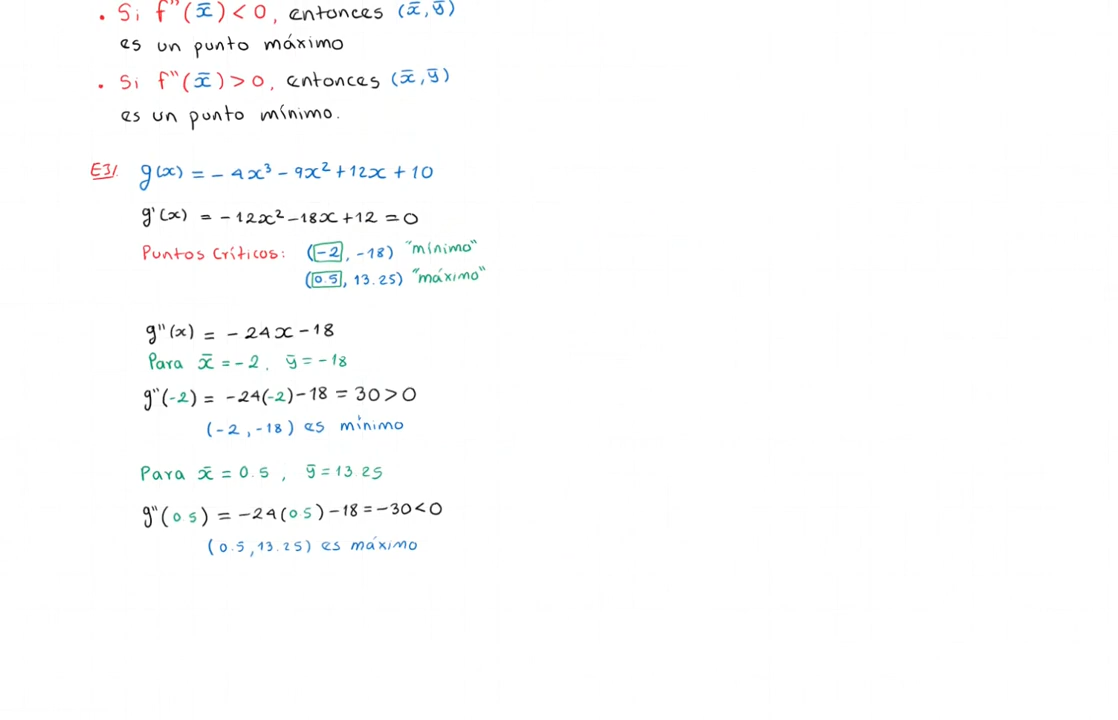 • Si f''(x̄) < 0, entonces (x̄, ȳ)
es un punto máximo
• Si f''(x̄) > 0, entonces (x̄, ȳ)
es un punto mínimo.
EJ/. g(x) = - 4x³ - 9x² + 12x + 10
g'(x) = - 12x² - 18x + 12 = 0
Puntos Críticos: (-2, -18) "mínimo"
(0.5, 13.25) "máximo"
g''(x) = - 24x - 18
Para x̄ = -2, ȳ = -18
g''(-2) = -24(-2) - 18 = 30 > 0
(-2, -18) es mínimo
Para x̄ = 0.5, ȳ = 13.25
g''(0.5) = -24(0.5) - 18 = -30 < 0
(0.5, 13.25) es máximo